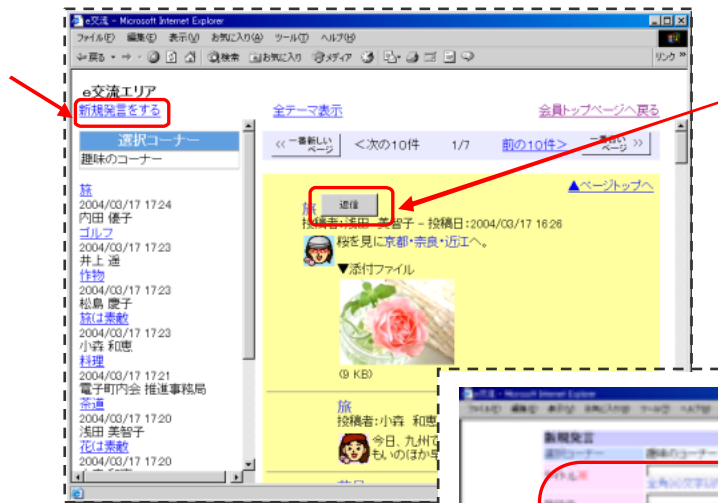 e交流 - Microsoft Internet Explorer
ファイル(F) 編集(E) 表示(V) お気に入り(A) ツール(T) ヘルプ(H)
戻る 検索 お気に入り メディア リンク »
e交流エリア
新規発言をする
全テーマ表示
会員トップページへ戻る
選択コーナー
趣味のコーナー
<< 一番新しいページ
<次の10件
1/7
前の10件>
ページ >>
▲ページトップへ
旅
2004/03/17 17:24
内田 優子
ゴルフ
2004/03/17 17:23
井上 遥
作物
2004/03/17 17:23
松島 慶子
旅は素敵
2004/03/17 17:23
小森 和恵
料理
2004/03/17 17:21
電子町内会 推進事務局
茶道
2004/03/17 17:20
浅田 美智子
花は素敵
2004/03/17 17:20
旅
返信
投稿者:浅田 美智子 - 投稿日:2004/03/17 16:26
桜を見に京都・奈良・近江へ。
▼添付ファイル
(9 KB)
旅
投稿者:小森 和恵
今日、九州で
もいのほか
e交流 - Microsoft Internet Explorer
新規発言
選択コーナー 趣味のコーナー